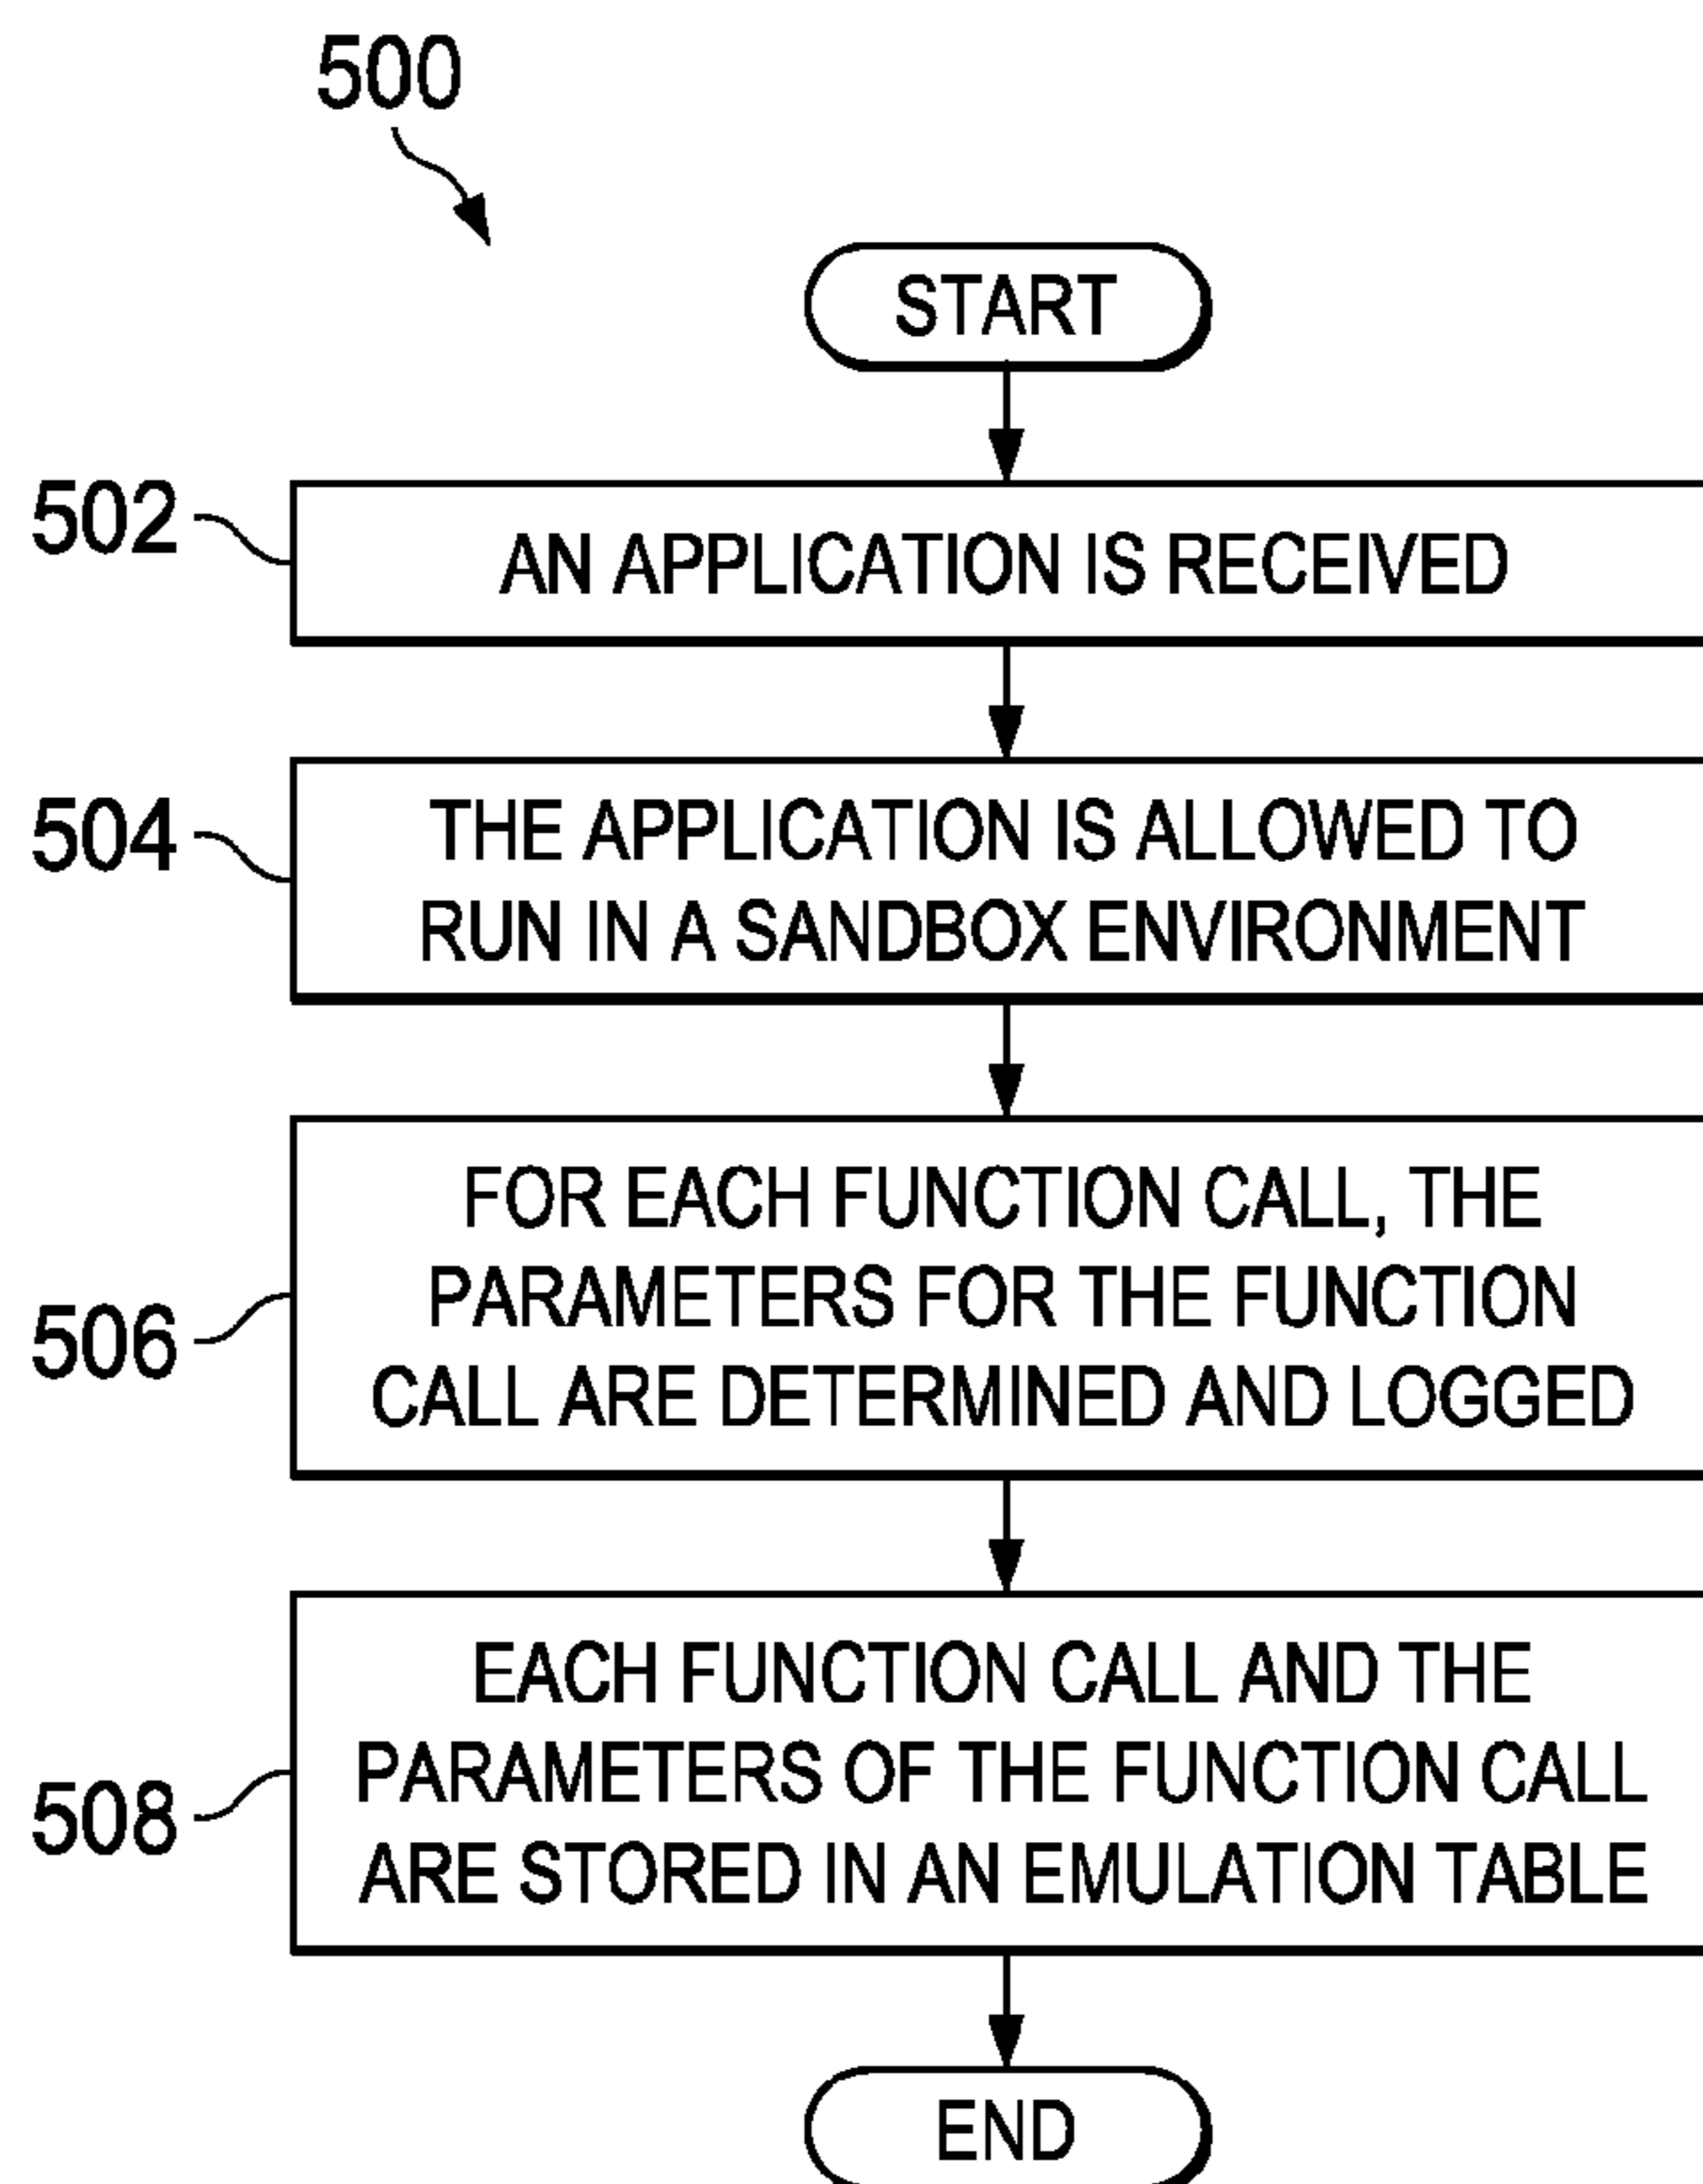 500
START
502
AN APPLICATION IS RECEIVED
504
THE APPLICATION IS ALLOWED TO
RUN IN A SANDBOX ENVIRONMENT
506
FOR EACH FUNCTION CALL, THE
PARAMETERS FOR THE FUNCTION
CALL ARE DETERMINED AND LOGGED
508
EACH FUNCTION CALL AND THE
PARAMETERS OF THE FUNCTION CALL
ARE STORED IN AN EMULATION TABLE
END